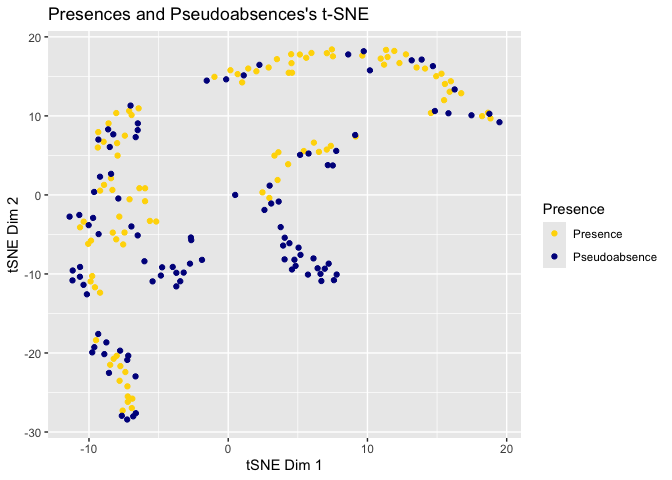 Presences and Pseudoabsences's t-SNE
20
10
0
-10
-20
-30
tSNE Dim 2
-10
0
10
20
tSNE Dim 1
Presence
Presence
Pseudoabsence